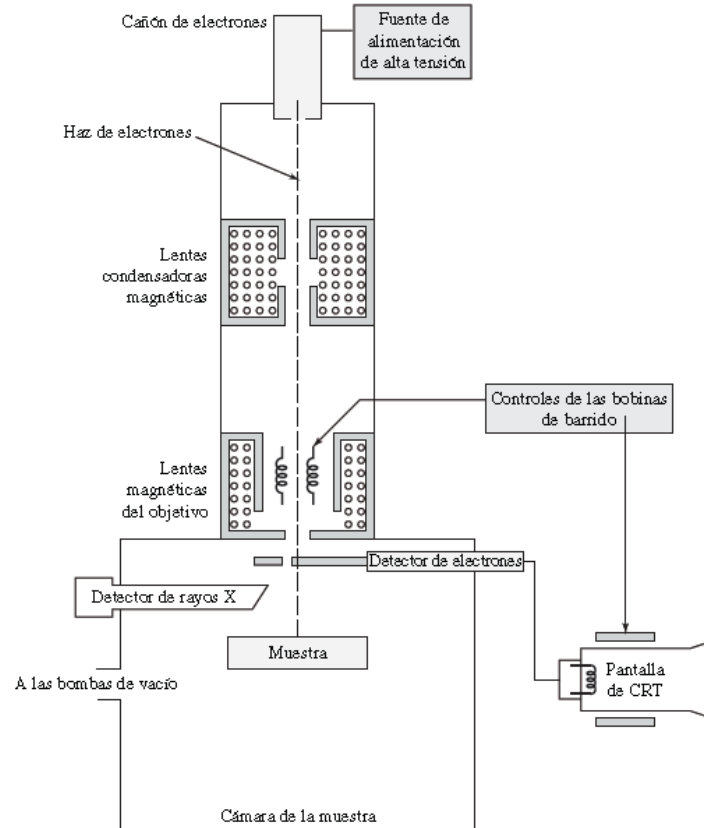 Cañón de electrones
Fuente de
alimentación
de alta tensión
Haz de electrones
Lentes
condensadoras
magnéticas
Controles de las bobinas
de barrido
Lentes
magnéticas
del objetivo
Detector de electrones
Detector de rayos X
Muestra
A las bombas de vacío
Pantalla
de CRT
Cámara de la muestra